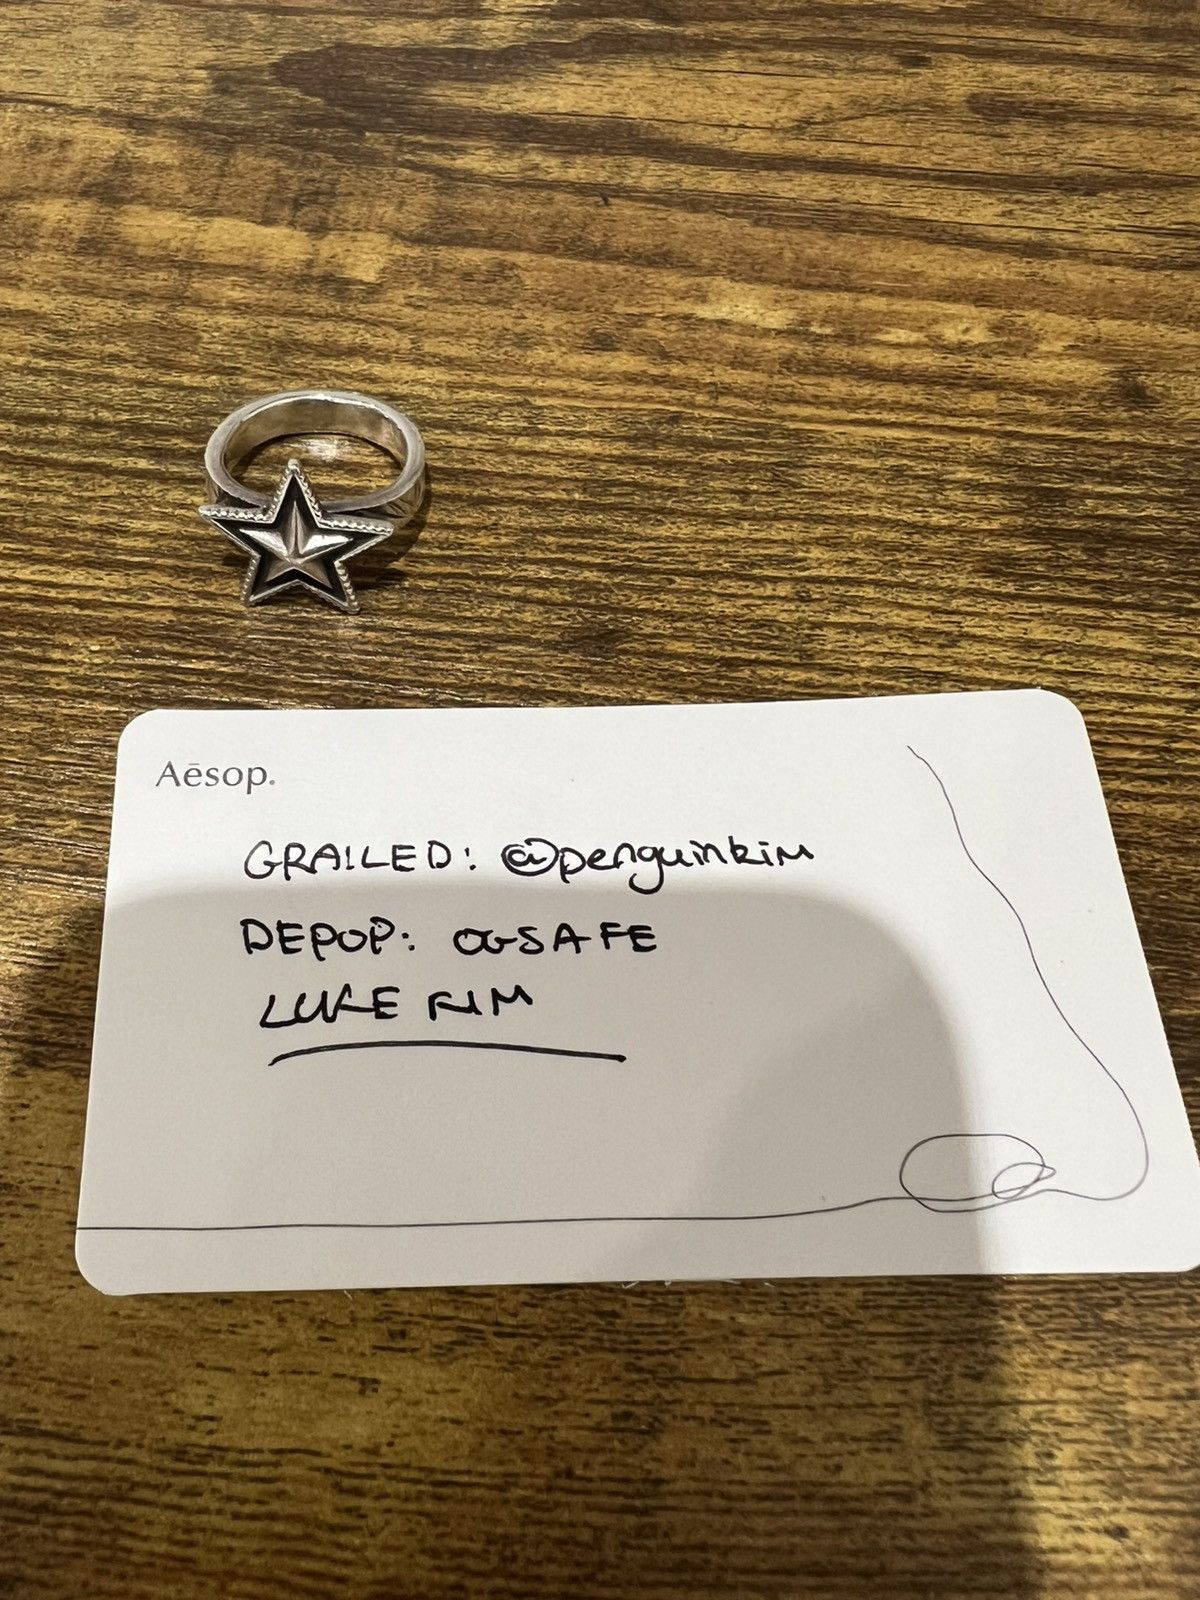 Aēsop.
GRAILED: @penguinkim
DEPOP: OGSAFE
LUKE KIM